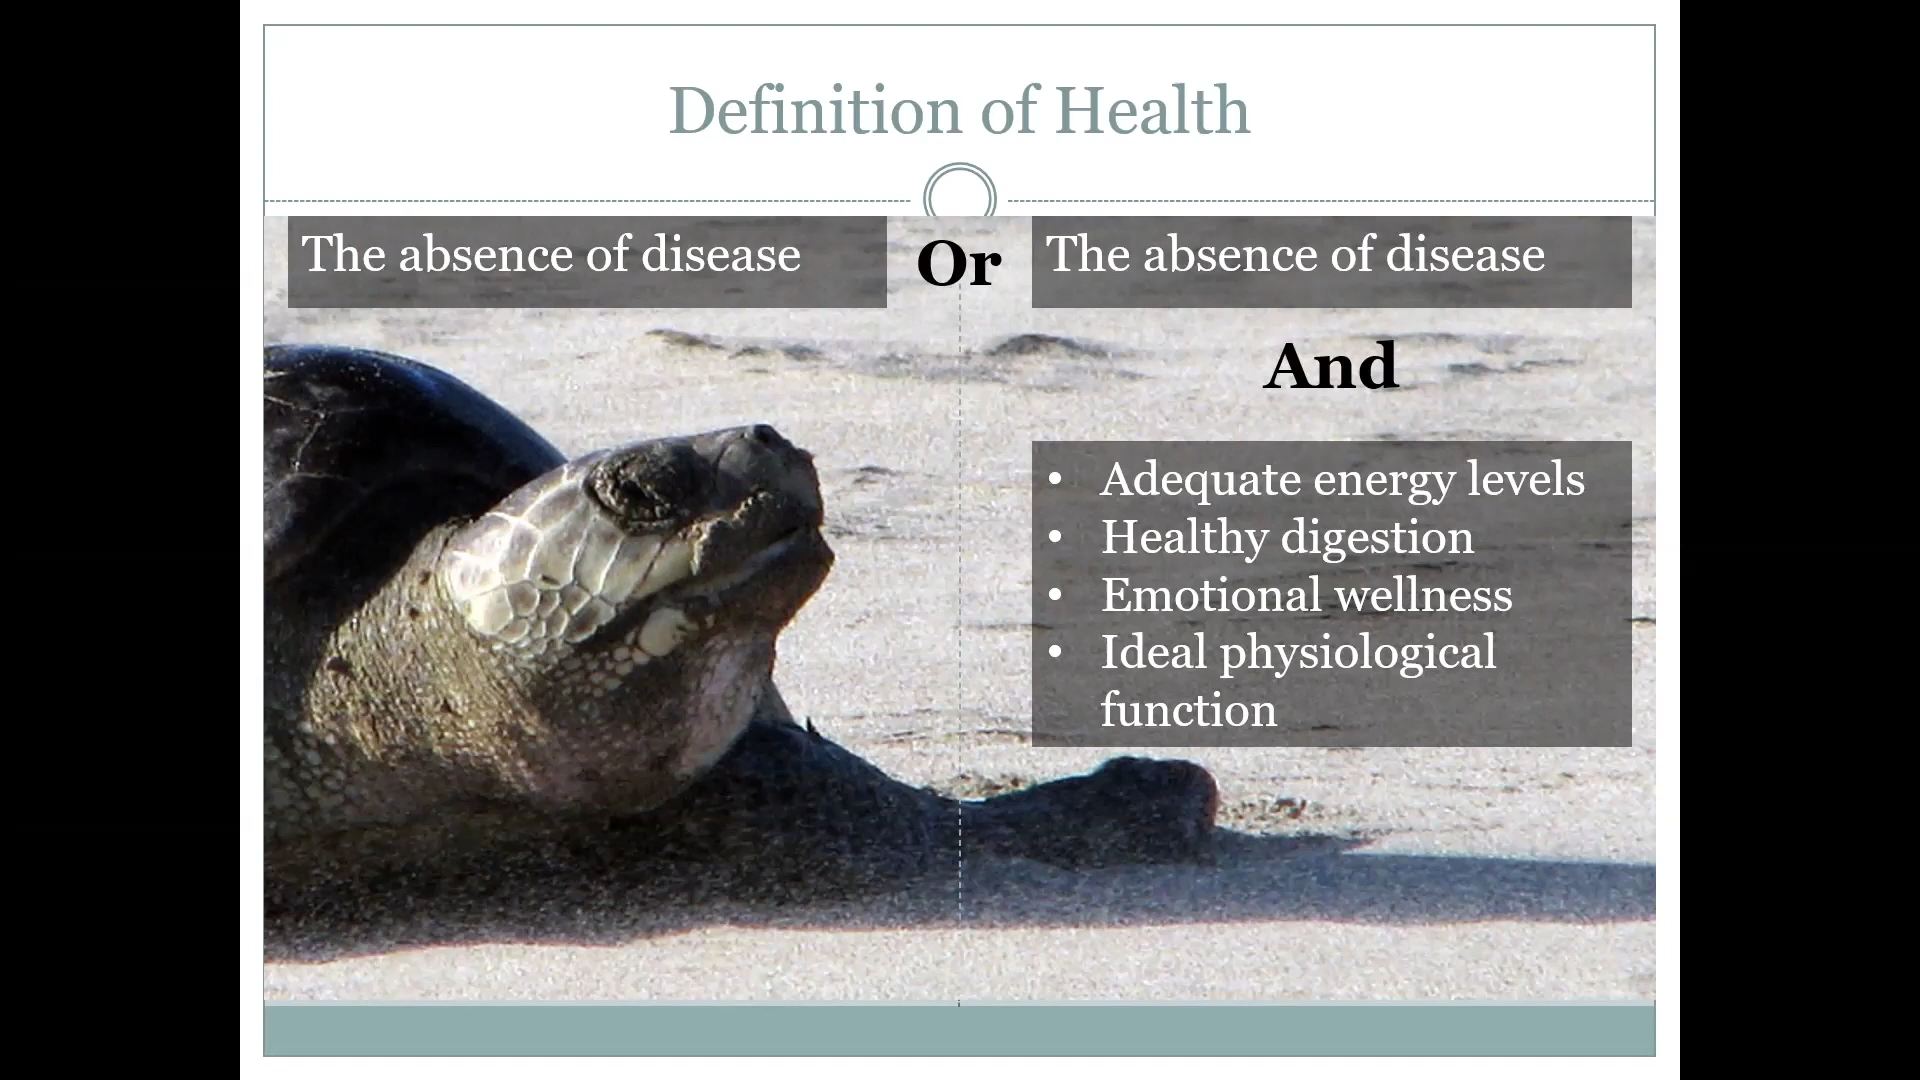 Definition of Health
The absence of disease
Or
The absence of disease
And
• Adequate energy levels
• Healthy digestion
• Emotional wellness
• Ideal physiological
function